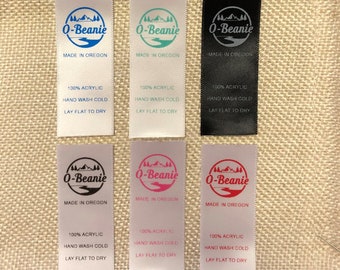 O-Beanie
MADE IN OREGON
100% ACRYLIC
HAND WASH COLD
LAY FLAT TO DRY
O-Beanie
MADE IN OREGON
100% ACRYLIC
HAND WASH COLD
LAY FLAT TO DRY
O-Beanie
MADE IN OREGON
100% ACRYLIC
HAND WASH COLD
LAY FLAT TO DRY
O-Beanie
MADE IN OREGON
100% ACRYLIC
HAND WASH COLD
LAY FLAT TO DRY
O-Beanie
MADE IN OREGON
100% ACRYLIC
HAND WASH COLD
LAY FLAT TO DRY
O-Beanie
MADE IN OREGON
100% ACRYLIC
HAND WASH COLD
LAY FLAT TO DRY